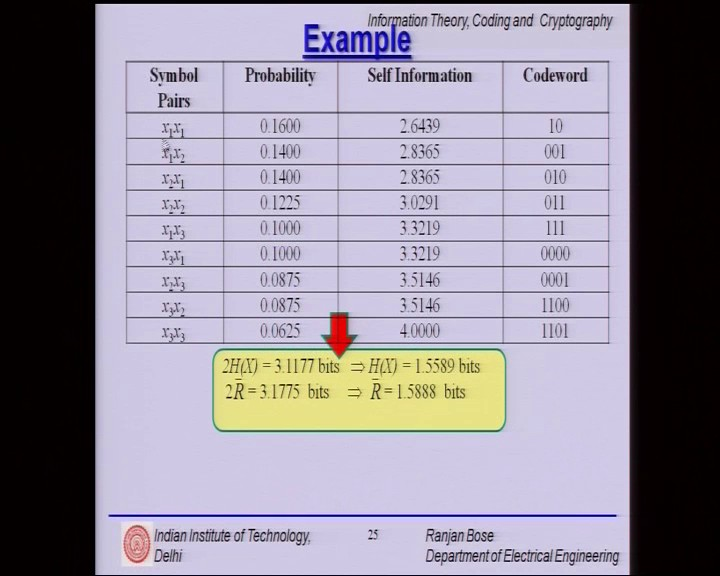 Information Theory, Coding and Cryptography
Example
Symbol Pairs Probability Self Information Codeword
x₁x₁ 0.1600 2.6439 10
x₁x₂ 0.1400 2.8365 001
x₂x₁ 0.1400 2.8365 010
x₂x₂ 0.1225 3.0291 011
x₁x₃ 0.1000 3.3219 111
x₃x₁ 0.1000 3.3219 0000
x₂x₃ 0.0875 3.5146 0001
x₃x₂ 0.0875 3.5146 1100
x₃x₃ 0.0625 4.0000 1101
2H(X) = 3.1177 bits ⇒ H(X) = 1.5589 bits
2R̄ = 3.1775 bits ⇒ R̄ = 1.5888 bits
Indian Institute of Technology, 25 Ranjan Bose
Delhi Department of Electrical Engineering